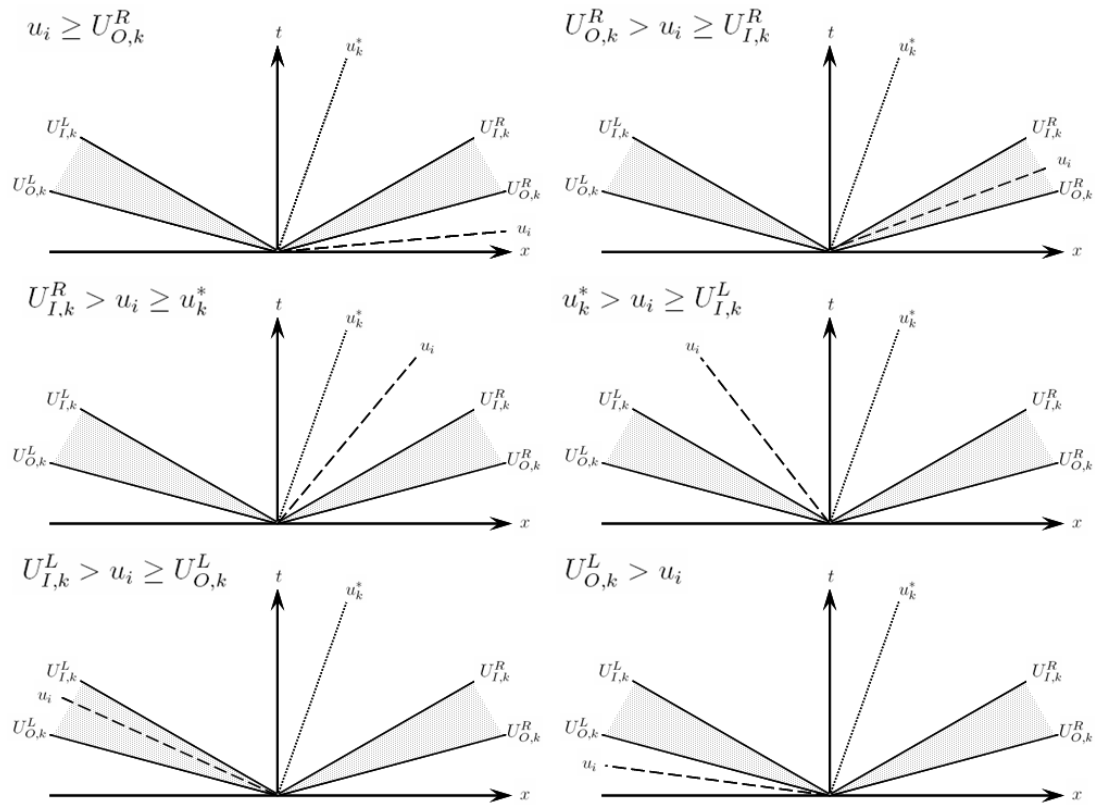 u_i ≥ U^R_{O,k}
t
u^*_k
U^L_{I,k}
U^R_{I,k}
U^L_{O,k}
U^R_{O,k}
u_i
x
U^R_{O,k} > u_i ≥ U^R_{I,k}
t
u^*_k
U^L_{I,k}
U^R_{I,k}
u_i
U^L_{O,k}
U^R_{O,k}
x
U^R_{I,k} > u_i ≥ u^*_k
t
u^*_k
u_i
U^L_{I,k}
U^R_{I,k}
U^L_{O,k}
U^R_{O,k}
x
u^*_k > u_i ≥ U^L_{I,k}
t
u^*_k
u_i
U^L_{I,k}
U^R_{I,k}
U^L_{O,k}
U^R_{O,k}
x
U^L_{I,k} > u_i ≥ U^L_{O,k}
t
u^*_k
U^L_{I,k}
U^R_{I,k}
u_i
U^L_{O,k}
U^R_{O,k}
x
U^L_{O,k} > u_i
t
u^*_k
U^L_{I,k}
U^R_{I,k}
U^L_{O,k}
U^R_{O,k}
u_i
x